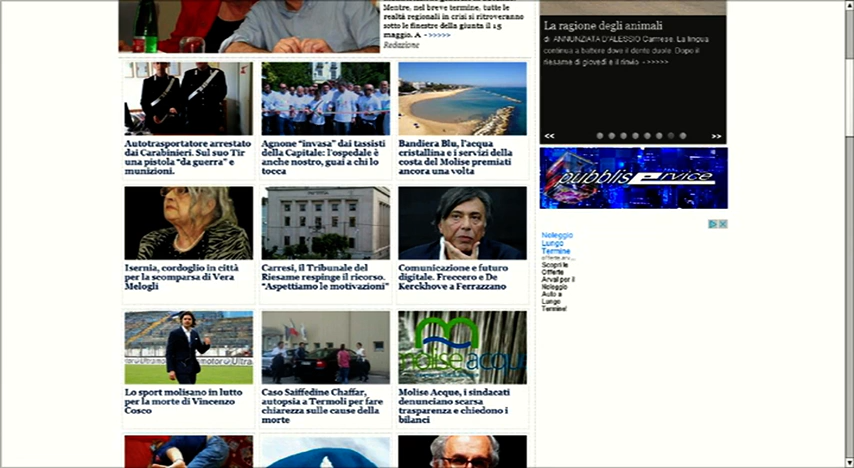 Mentre, nel breve termine, tutte le
realtà regionali in crisi si ritroveranno
sotto le finestre della giunta il 15
maggio. A ->>>>>
Redazione
Autotrasportatore arrestato
dai Carabinieri. Sul suo Tir
una pistola “da guerra” e
munizioni.
Agnone “invasa” dai tassisti
della Capitale: l'ospedale è
anche nostro, guai a chi lo
tocca
Bandiera Blu, l'acqua
cristallina e i servizi della
costa del Molise premiati
ancora una volta
Isernia, cordoglio in città
per la scomparsa di Vera
Melogli
Carresi, il Tribunale del
Riesame respinge il ricorso.
“Aspettiamo le motivazioni”
Comunicazione e futuro
digitale. Freccero e De
Kerckhove a Ferrazzano
Lo sport molisano in lutto
per la morte di Vincenzo
Cosco
Caso Saiffedine Chaffar,
autopsia a Termoli per fare
chiarezza sulle cause della
morte
moliseacqu
Molise Acque, i sindacati
denunciano scarsa
trasparenza e chiedono i
bilanci
La ragione degli animali
di ANNUNZIATA D'ALESSIO Carrese. La lingua
continua a battere dove il dente duole. Dopo il
riesame di giovedì e il rinvio ->>>>>
<< >>
pubbliservice
Noleggio
Lungo
Termine
Scopri le
Offerte
Arval per il
Noleggio
Auto a
Lungo
Termine!